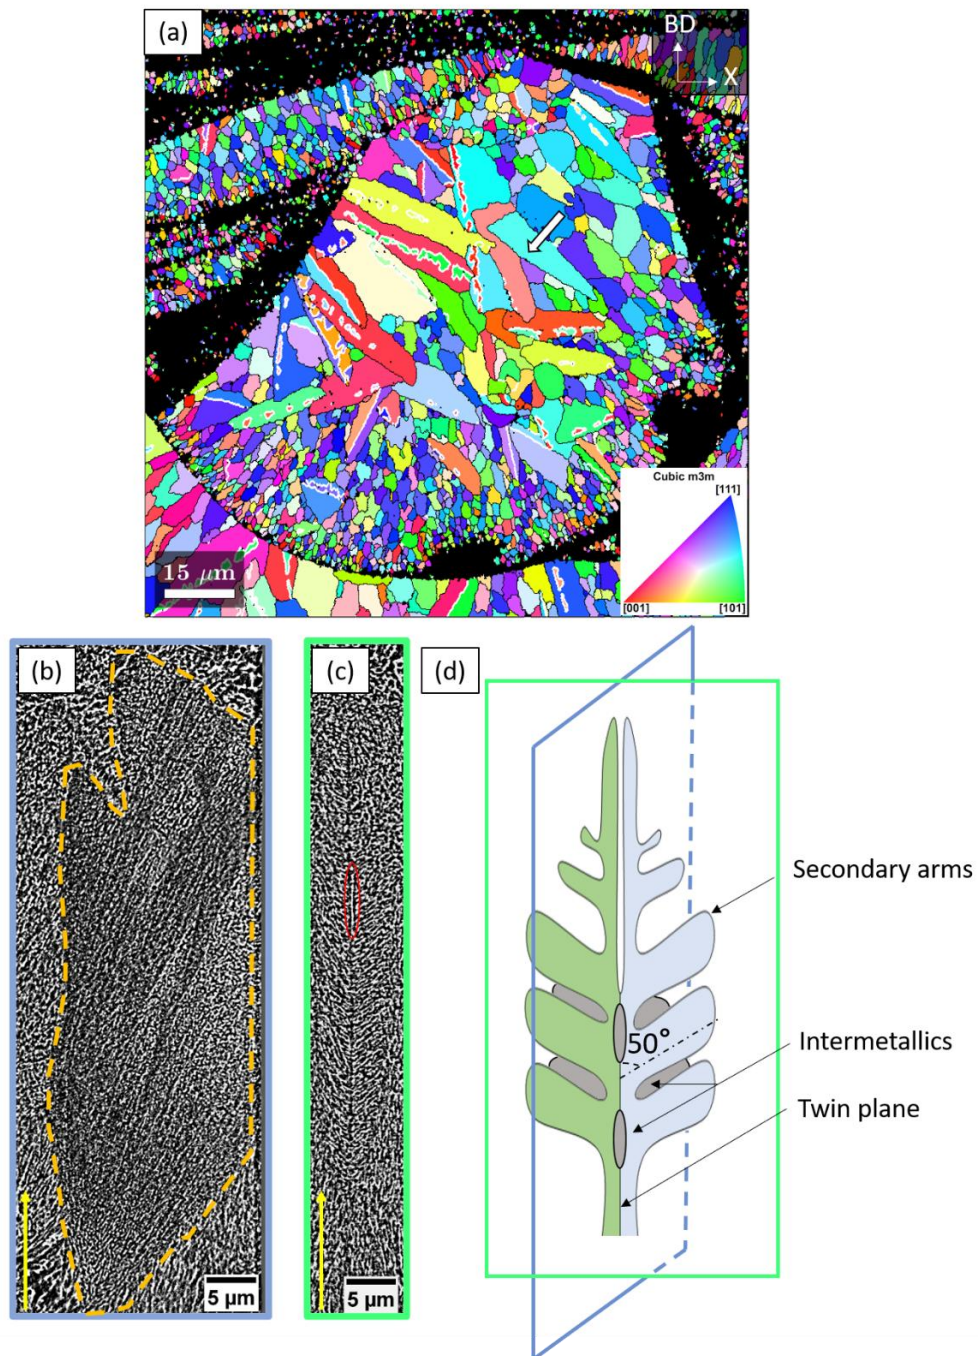 (a)
BD
X
Cubic m3m
[111]
[001]
[101]
15 μm
(b)
(c)
(d)
Secondary arms
50°
Intermetallics
Twin plane
5 μm
5 μm